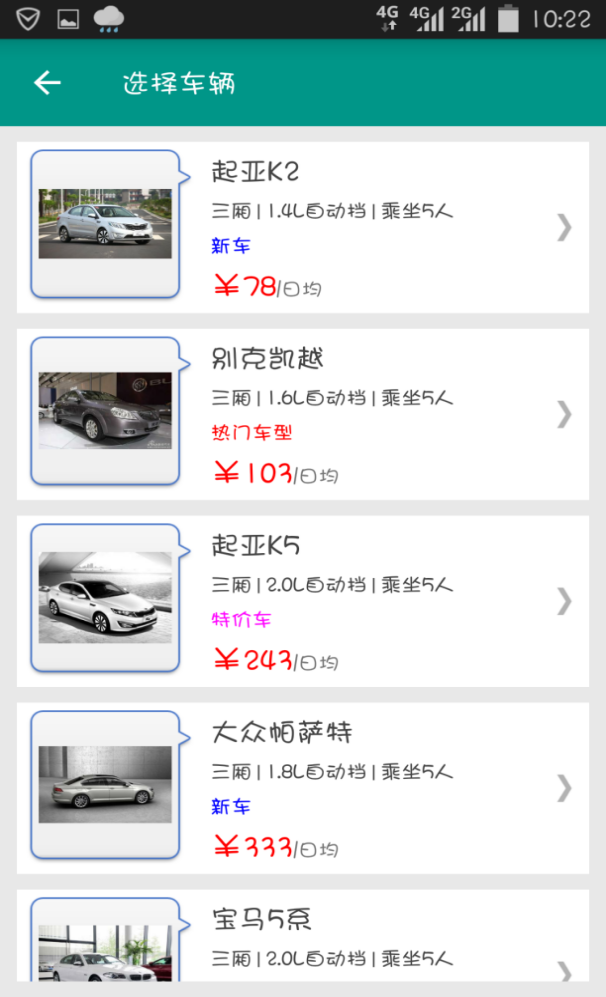 4G 4G 2G 10:22
选择车辆
起亚K2
三厢 | 1.4L自动挡 | 乘坐5人
新车
￥78/日均
别克凯越
三厢 | 1.6L自动挡 | 乘坐5人
热门车型
￥103/日均
起亚K5
三厢 | 2.0L自动挡 | 乘坐5人
特价车
￥243/日均
大众帕萨特
三厢 | 1.8L自动挡 | 乘坐5人
新车
￥333/日均
宝马5系
三厢 | 2.0L自动挡 | 乘坐5人